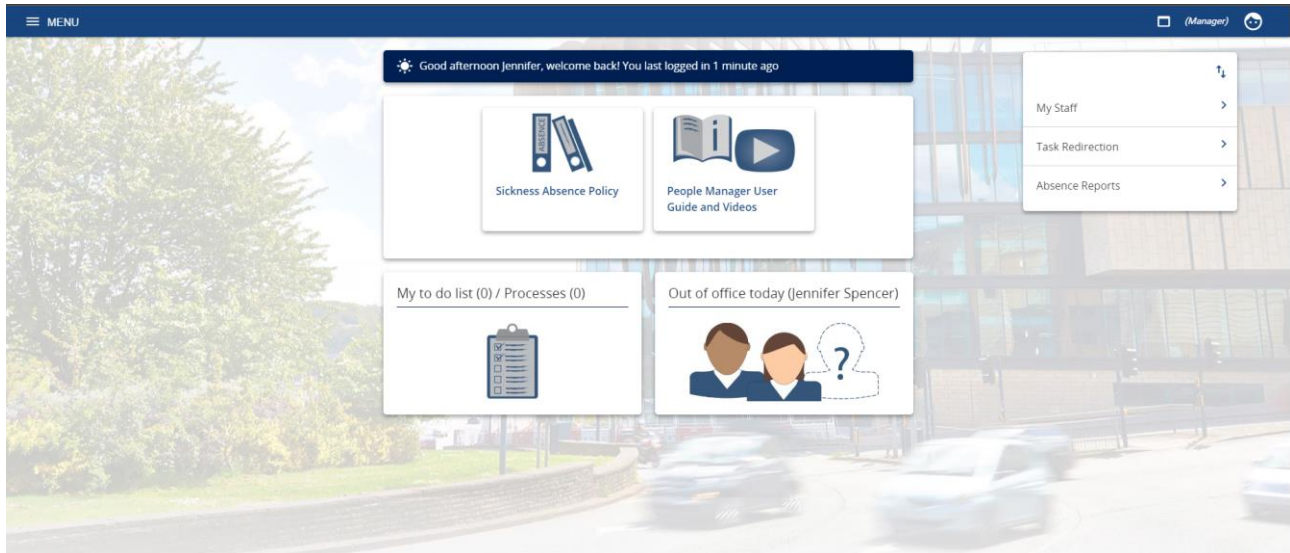 MENU
(Manager)
Good afternoon Jennifer, welcome back! You last logged in 1 minute ago
ABSENCE
Sickness Absence Policy
i
People Manager User
Guide and Videos
My to do list (0) / Processes (0)
Out of office today (Jennifer Spencer)
?
My Staff
Task Redirection
Absence Reports